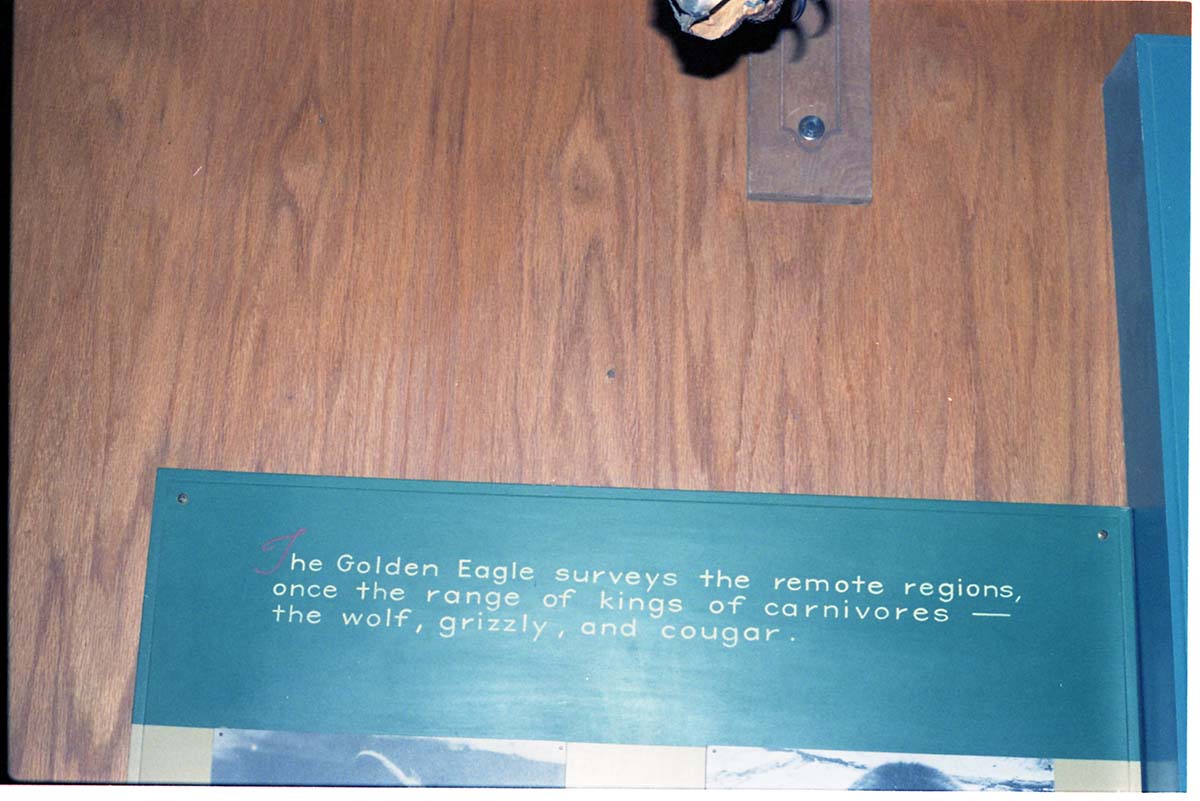 The Golden Eagle surveys the remote regions,
once the range of kings of carnivores —
the wolf, grizzly, and cougar.